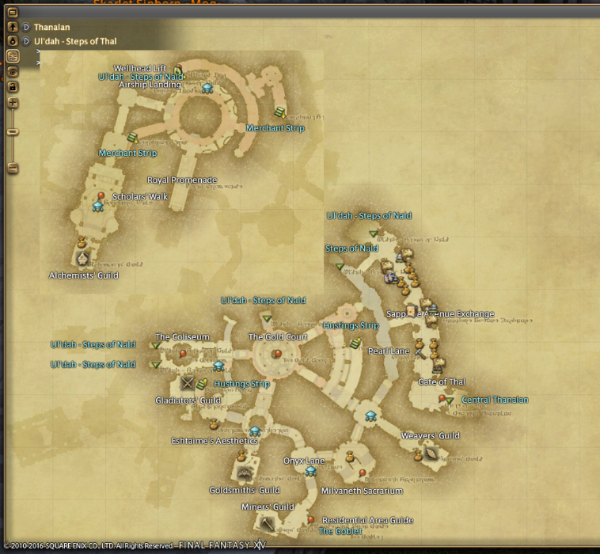 Thanalan
Ul'dah - Steps of Thal
Wellhead Lift
Ul'dah - Steps of Nald
Airship Landing
Merchant Strip
Merchant Strip
Royal Promenade
Scholars' Walk
Alchemists' Guild
Ul'dah - Steps of Nald
Steps of Nald
Ul'dah - Steps of Nald
Sapphire Avenue Exchange
Hustings Strip
The Coliseum
The Gold Court
Ul'dah - Steps of Nald
Pearl Lane
Ul'dah - Steps of Nald
Hustings Strip
Gate of Thal
Gladiators' Guild
Central Thanalan
Eshtaime's Aesthetics
Weavers' Guild
Onyx Lane
Goldsmiths' Guild
Milvaneth Sacrarium
Miners' Guild
Residential Area Guide
The Goblet
© 2010-2016 SQUARE ENIX CO., LTD. All Rights Reserved. FINAL FANTASY XIV